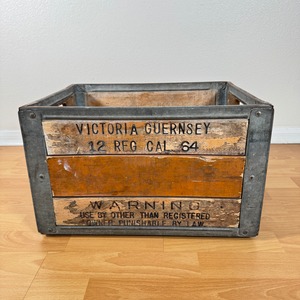 VICTORIA GUERNSEY
12 REG CAL 64
WARNING
USE BY OTHER THAN REGISTERED
OWNER PUNISHABLE BY LAW